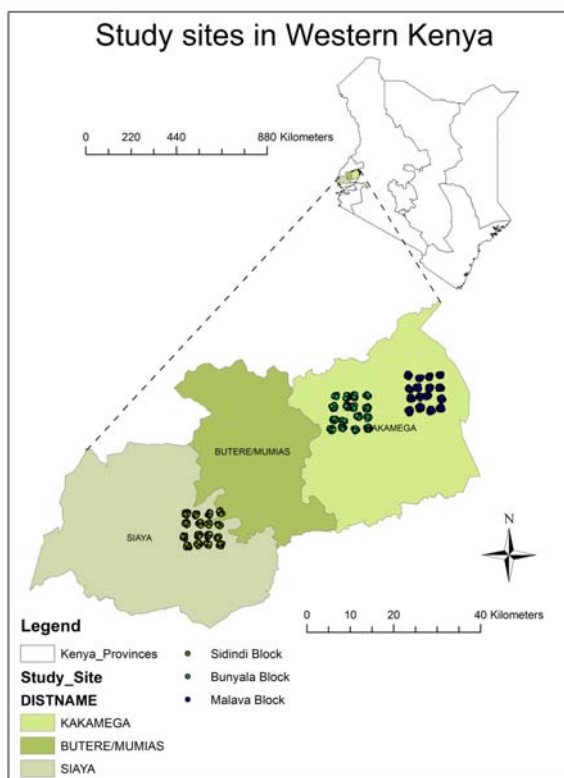 Study sites in Western Kenya
0 220 440 880 Kilometers
BUTERE/MUMIAS
KAKAMEGA
SIAYA
N
0 10 20 40 Kilometers
Legend
Kenya_Provinces
Study_Site
DISTNAME
KAKAMEGA
BUTERE/MUMIAS
SIAYA
Sidindi Block
Bunyala Block
Malava Block